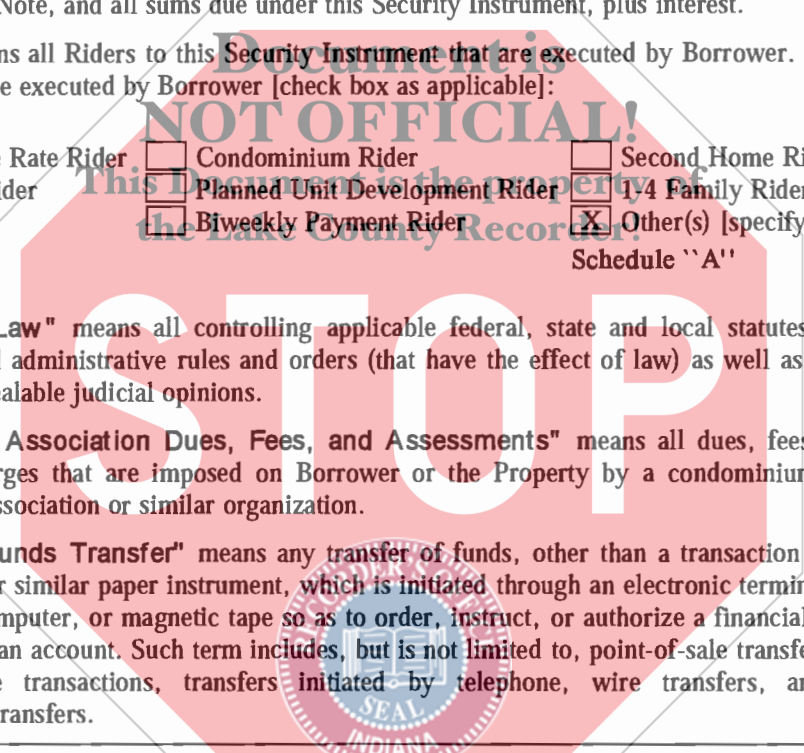 Note, and all sums due under this Security Instrument, plus interest.
ns all Riders to this Security Instrument that are executed by Borrower.
Document is
e executed by Borrower [check box as applicable]:
NOT OFFICIAL!
e Rate Rider Condominium Rider Second Home Ri
This Document is the property of
ider Planned Unit Development Rider 1-4 Family Rider
the Lake County Recorder!
Biweekly Payment Rider X Other(s) [specify
Schedule ``A''
STOP
Law" means all controlling applicable federal, state and local statutes
l administrative rules and orders (that have the effect of law) as well as
ealable judicial opinions.
Association Dues, Fees, and Assessments" means all dues, fees
rges that are imposed on Borrower or the Property by a condominium
ssociation or similar organization.
unds Transfer" means any transfer of funds, other than a transaction
r similar paper instrument, which is initiated through an electronic termin
mputer, or magnetic tape so as to order, instruct, or authorize a financial
an account. Such term includes, but is not limited to, point-of-sale transfe
e transactions, transfers initiated by telephone, wire transfers, an
ransfers.
RECORDER'S OFFICE
SEAL
INDIANA